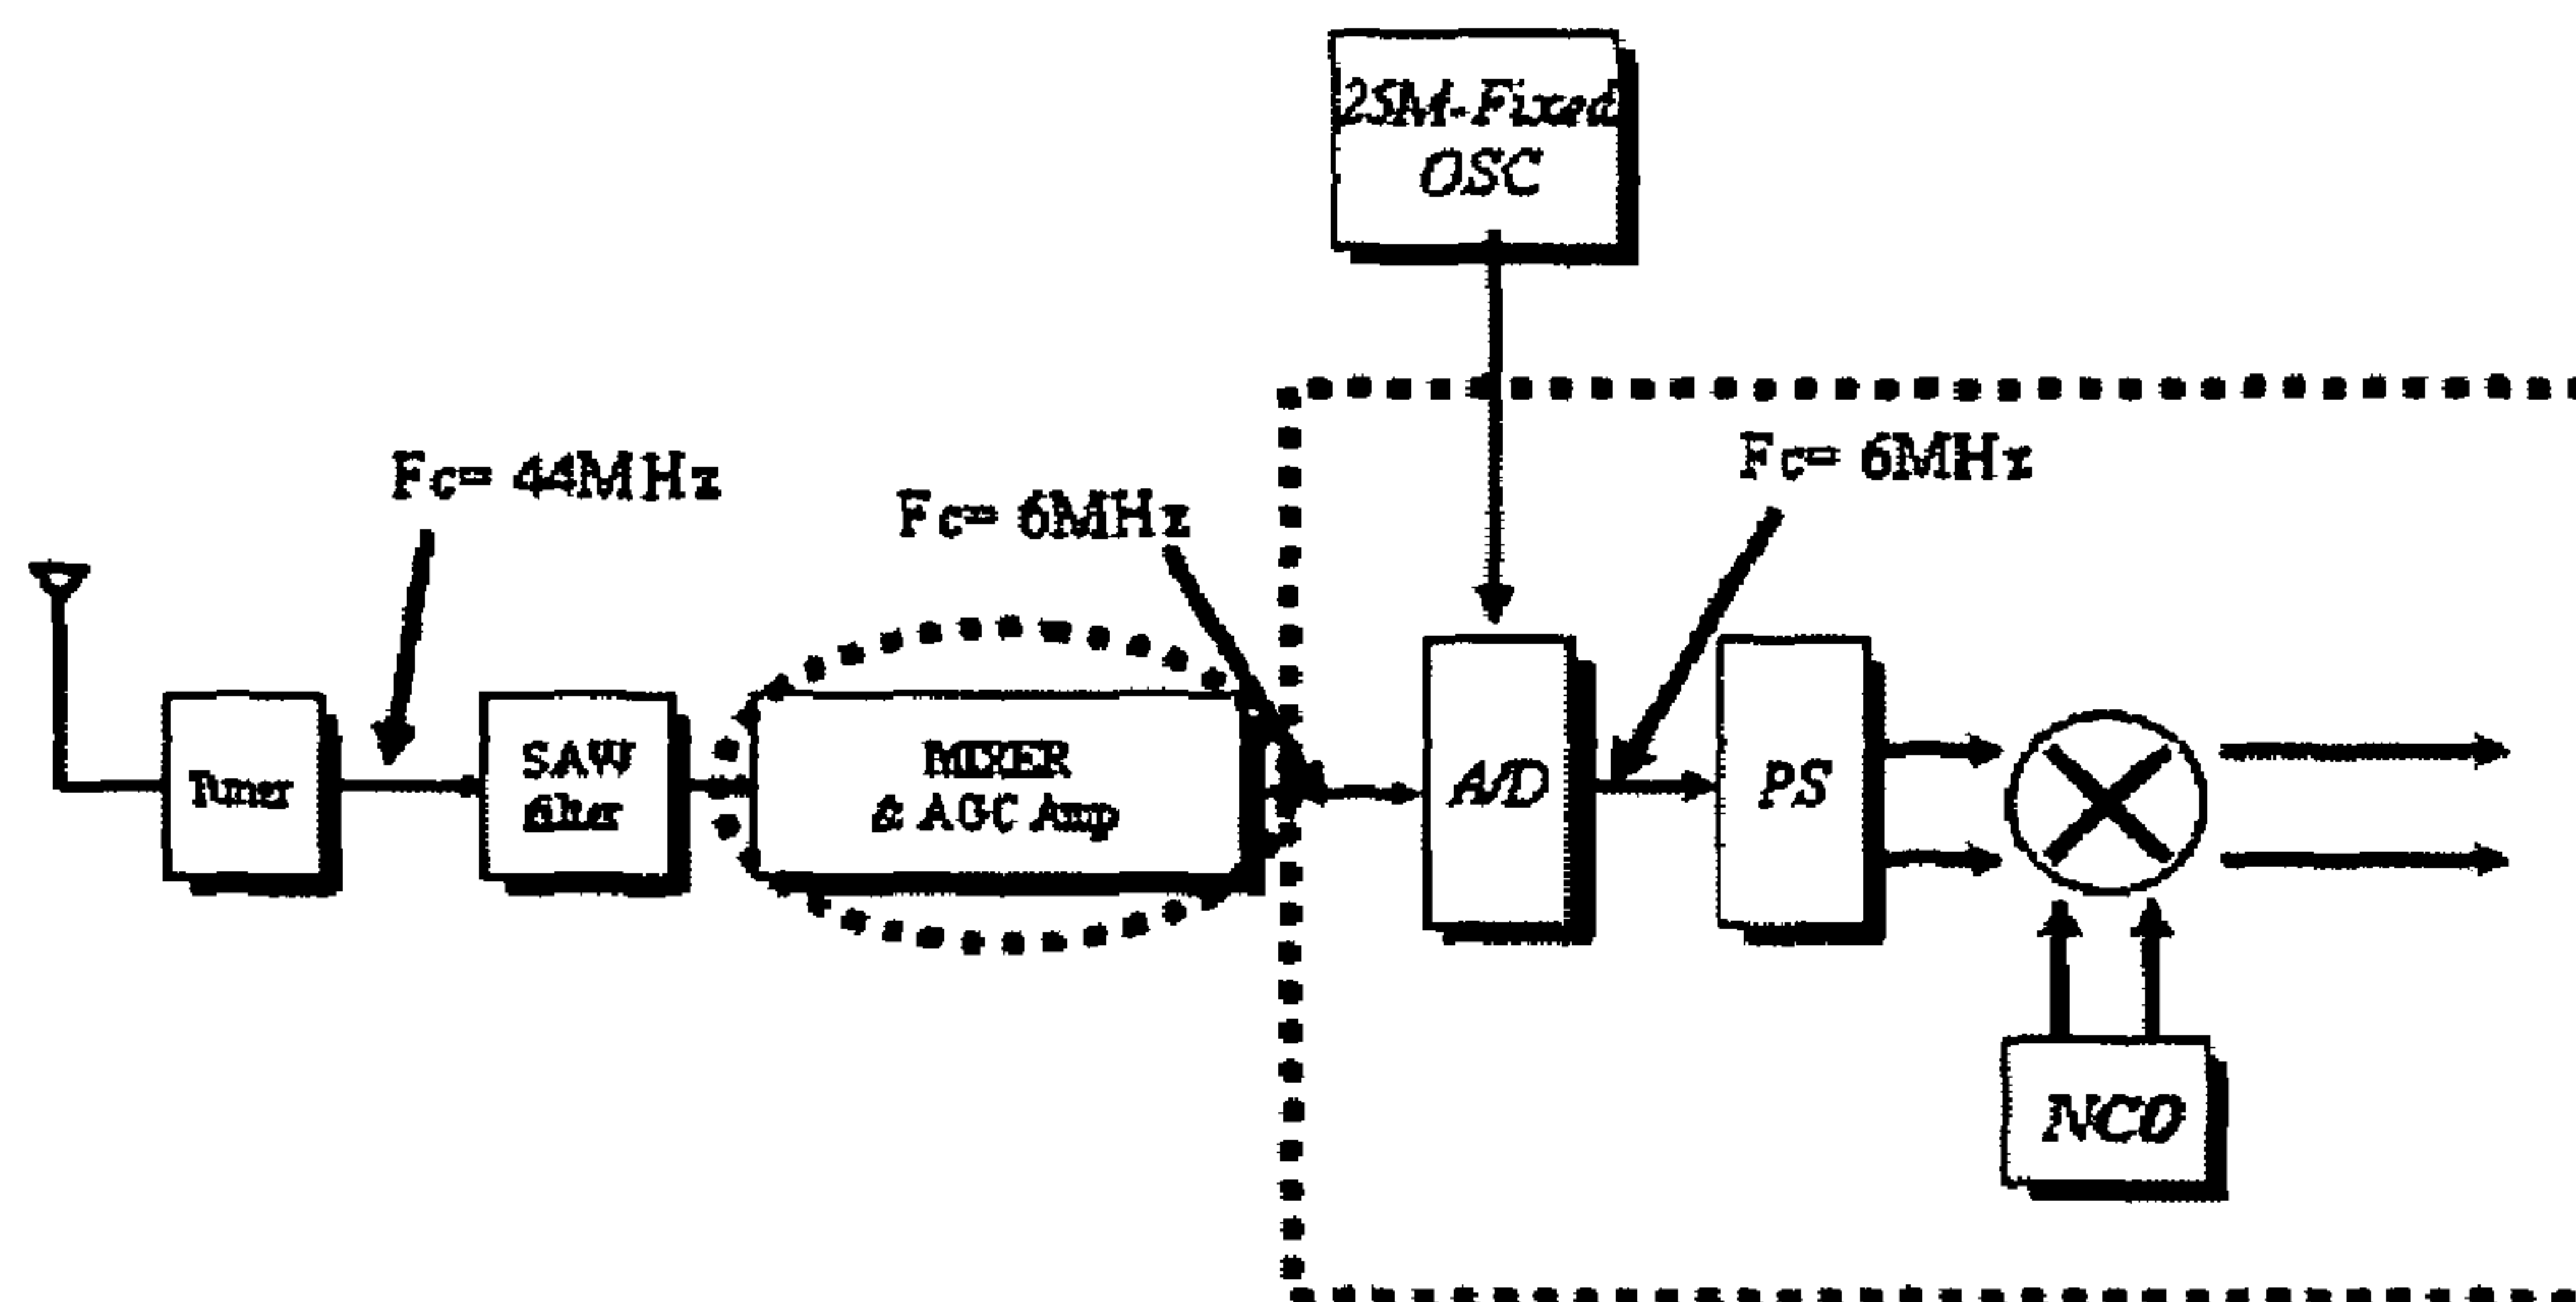 25M-Fixed
OSC
Fc= 44MHz
Fc= 6MHz
Fc= 6MHz
Tuner
SAW
filter
MIXER
& AGC Amp
A/D
PS
NCO